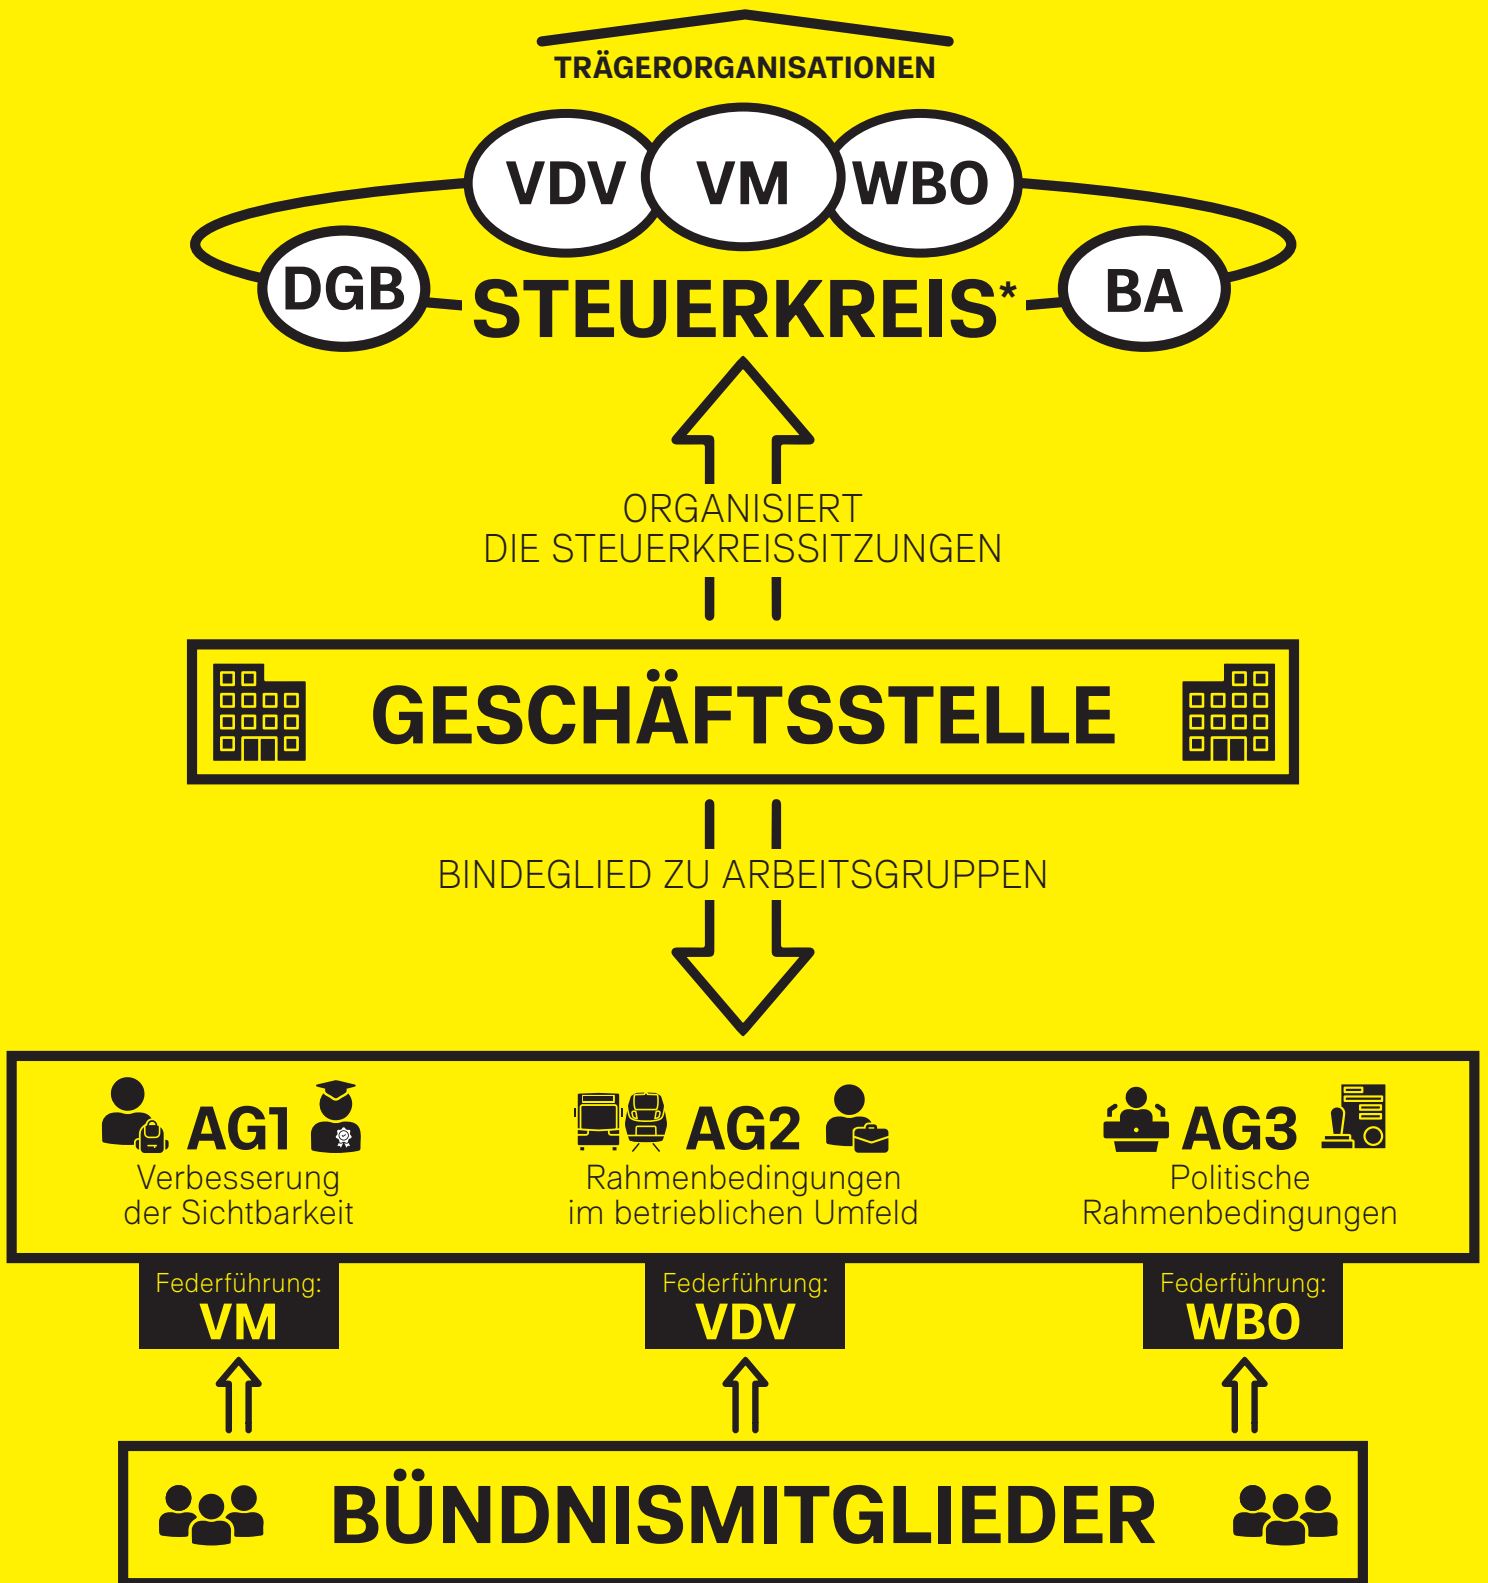 TRÄGERORGANISATIONEN
VDV VM WBO
DGB BA
STEUERKREIS*
ORGANISIERT
DIE STEUERKREISSITZUNGEN
GESCHÄFTSSTELLE
BINDEGLIED ZU ARBEITSGRUPPEN
AG1
Verbesserung
der Sichtbarkeit
AG2
Rahmenbedingungen
im betrieblichen Umfeld
AG3
Politische
Rahmenbedingungen
Federführung:
VM
Federführung:
VDV
Federführung:
WBO
BÜNDNISMITGLIEDER